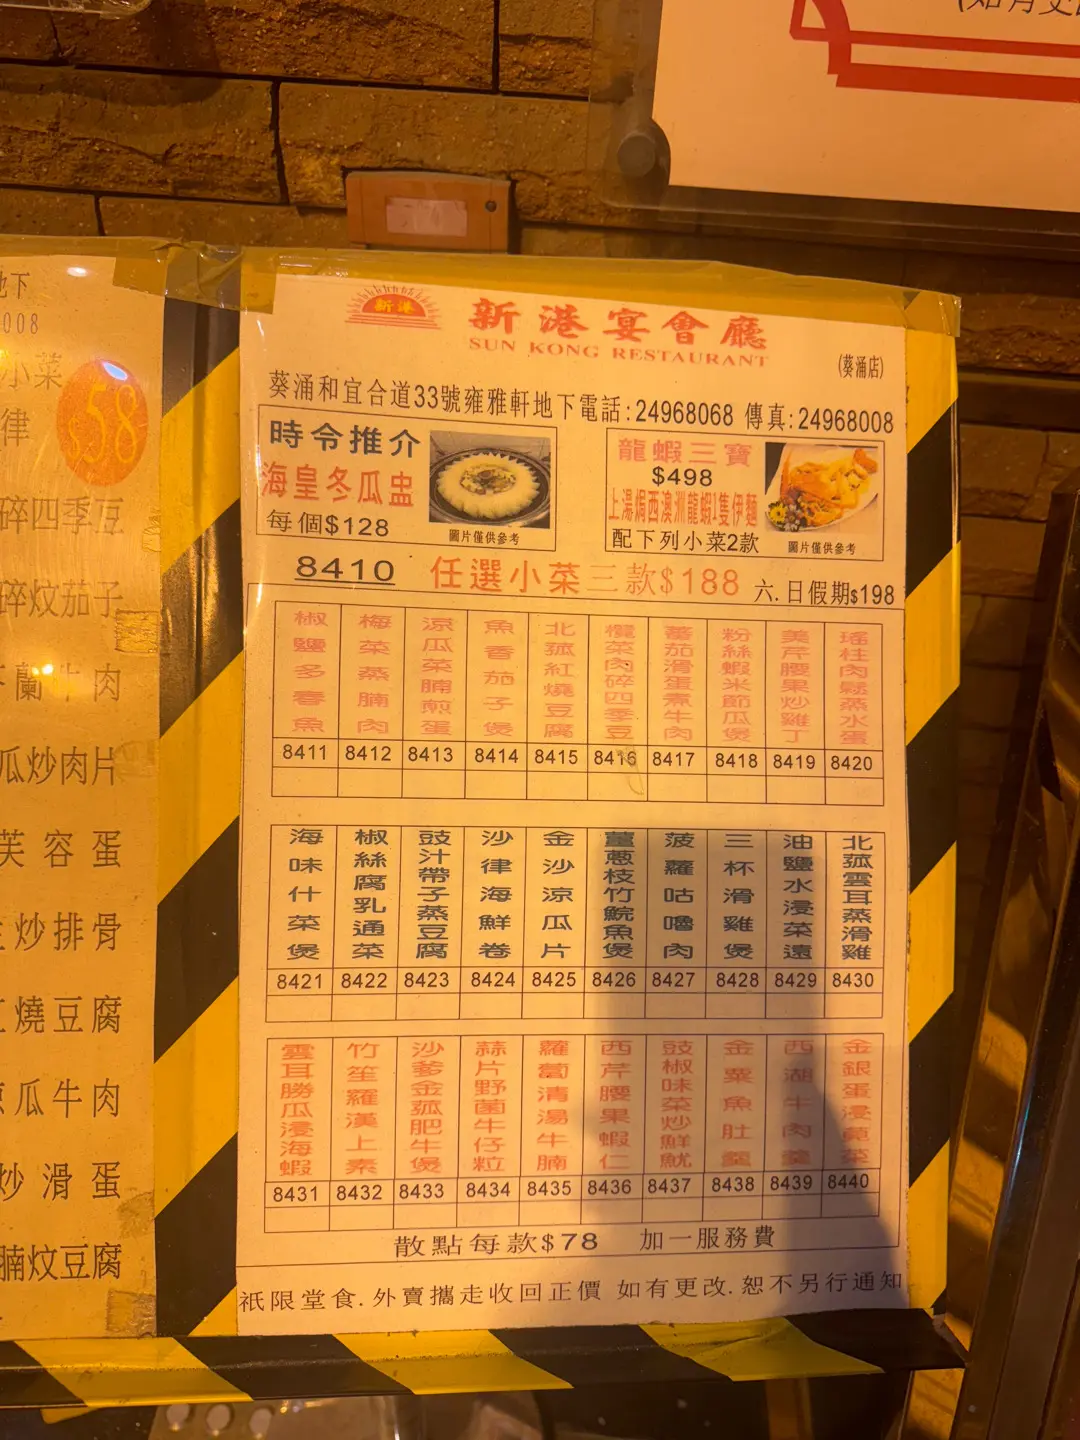 地下
008
小菜
律
$58
碎四季豆
碎炆茄子
蘭牛肉
瓜炒肉片
芙容蛋
炒排骨
燒豆腐
瓜牛肉
炒滑蛋
腩炆豆腐
新港
新港宴會廳
SUN KONG RESTAURANT
(葵涌店)
葵涌和宜合道33號雍雅軒地下電話:24968068 傳真:24968008
時令推介
海皇冬瓜盅
每個$128
圖片僅供參考
龍蝦三寶
$498
上湯焗西澳洲龍蝦1隻伊麵
配下列小菜2款
圖片僅供參考
8410 任選小菜三款$188 六.日假期$198
椒鹽多春魚
梅菜蒸腩肉
涼瓜菜腩煎蛋
魚香茄子煲
北菰紅燒豆腐
欖菜肉碎四季豆
蕃茄滑蛋煮牛肉
粉絲蝦米節瓜煲
美芹腰果炒雞丁
瑤柱肉鬆蒸水蛋
8411 8412 8413 8414 8415 8416 8417 8418 8419 8420
海味什菜煲
椒絲腐乳通菜
豉汁帶子蒸豆腐
沙律海鮮卷
金沙涼瓜片
薑蔥枝竹鯇魚煲
菠蘿咕嚕肉
三杯滑雞煲
油鹽水浸菜遠
北菰雲耳蒸滑雞
8421 8422 8423 8424 8425 8426 8427 8428 8429 8430
雲耳勝瓜浸海蝦
竹笙羅漢上素
沙爹金菰肥牛煲
蒜片野菌牛仔粒
蘿蔔清湯牛腩
西芹腰果蝦仁
豉椒味菜炒鮮魷
金粟魚肚羹
西湖牛肉羹
金銀蛋浸莧菜
8431 8432 8433 8434 8435 8436 8437 8438 8439 8440
散點每款$78 加一服務費
祇限堂食.外賣攜走收回正價 如有更改.恕不另行通知